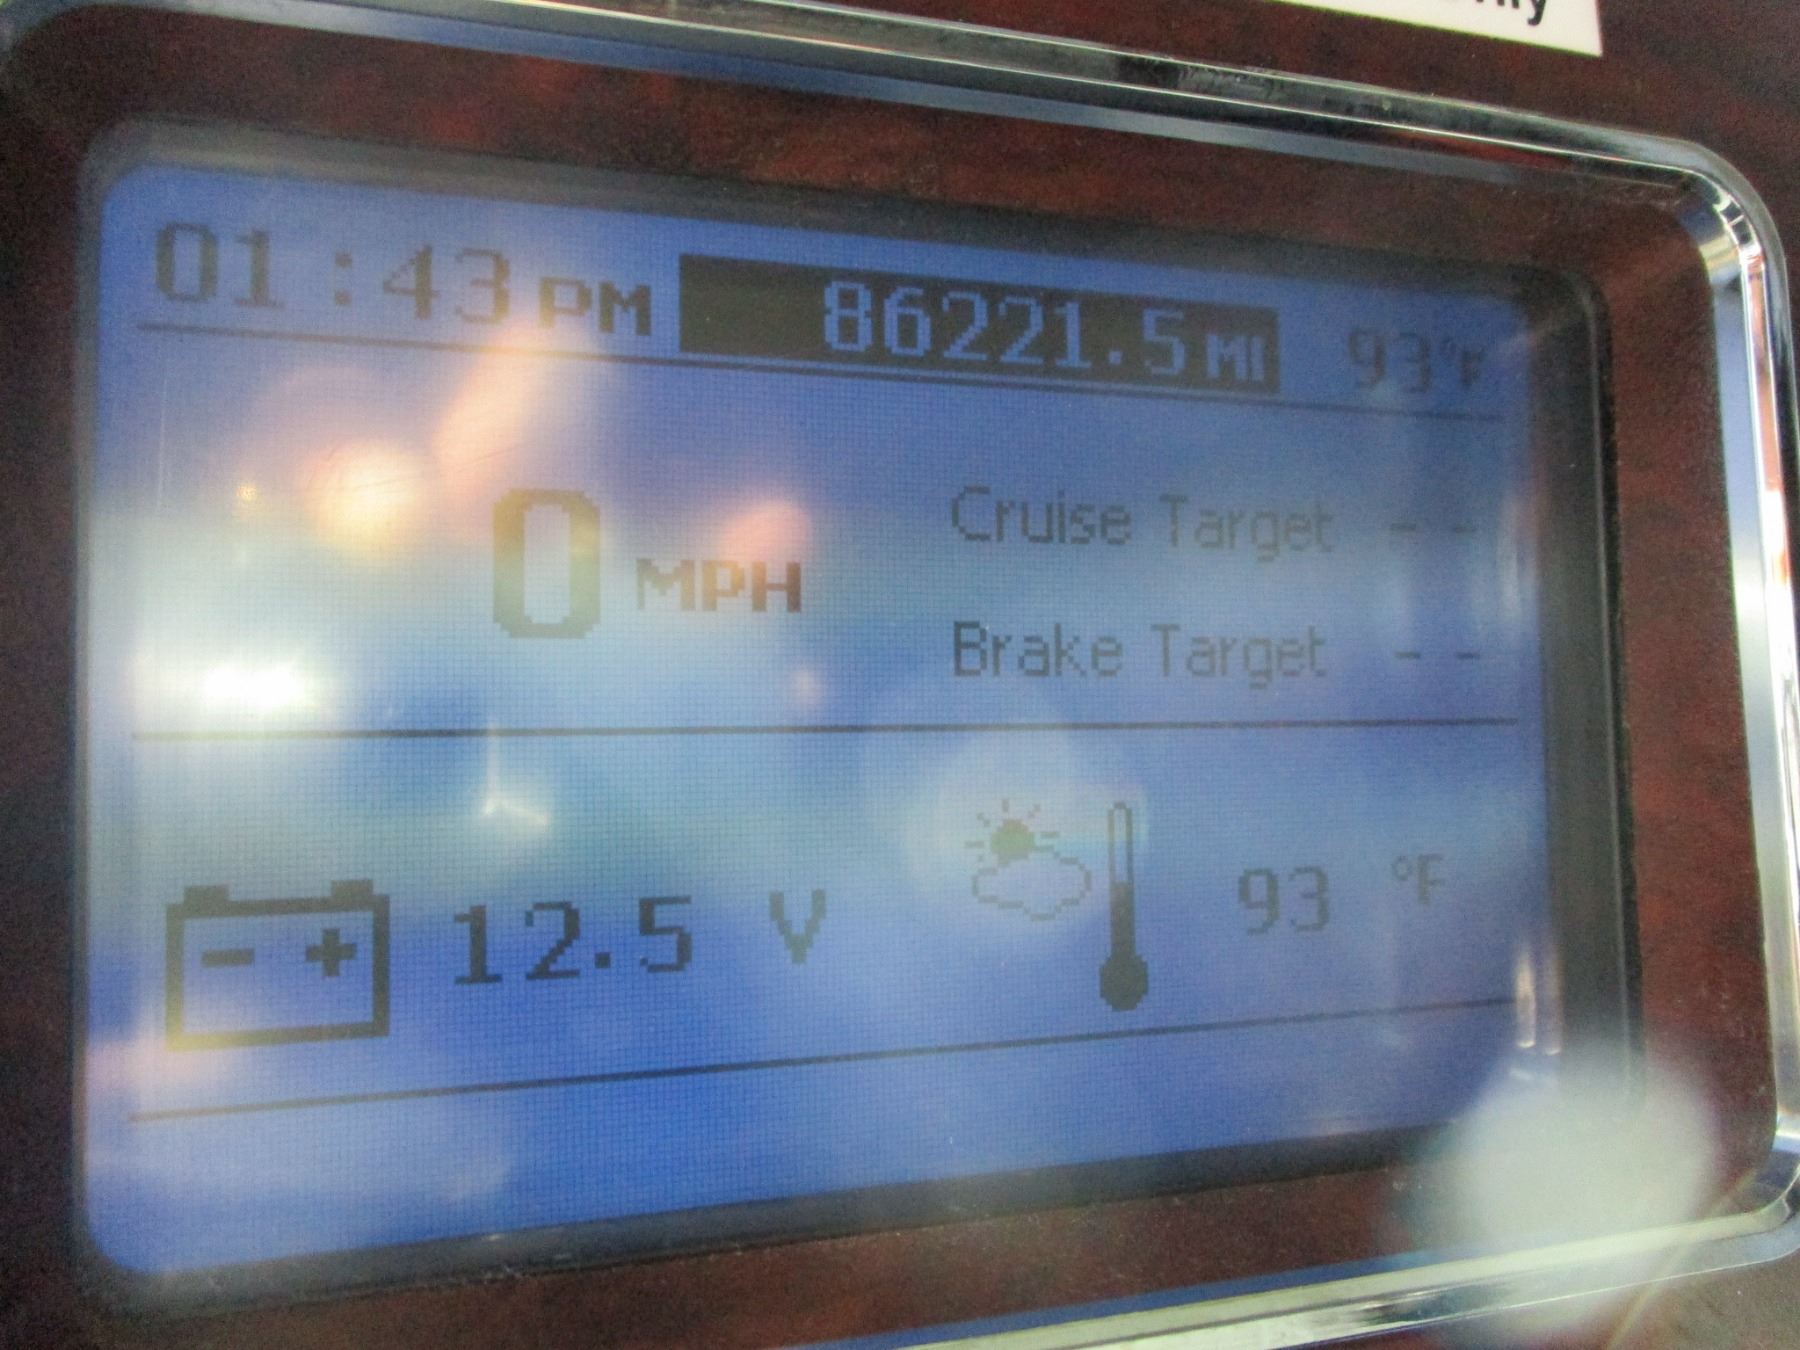 01:43 PM 86221.5 MI 93°F
0 MPH
Cruise Target --
Brake Target --
- + 12.5 V 93 °F